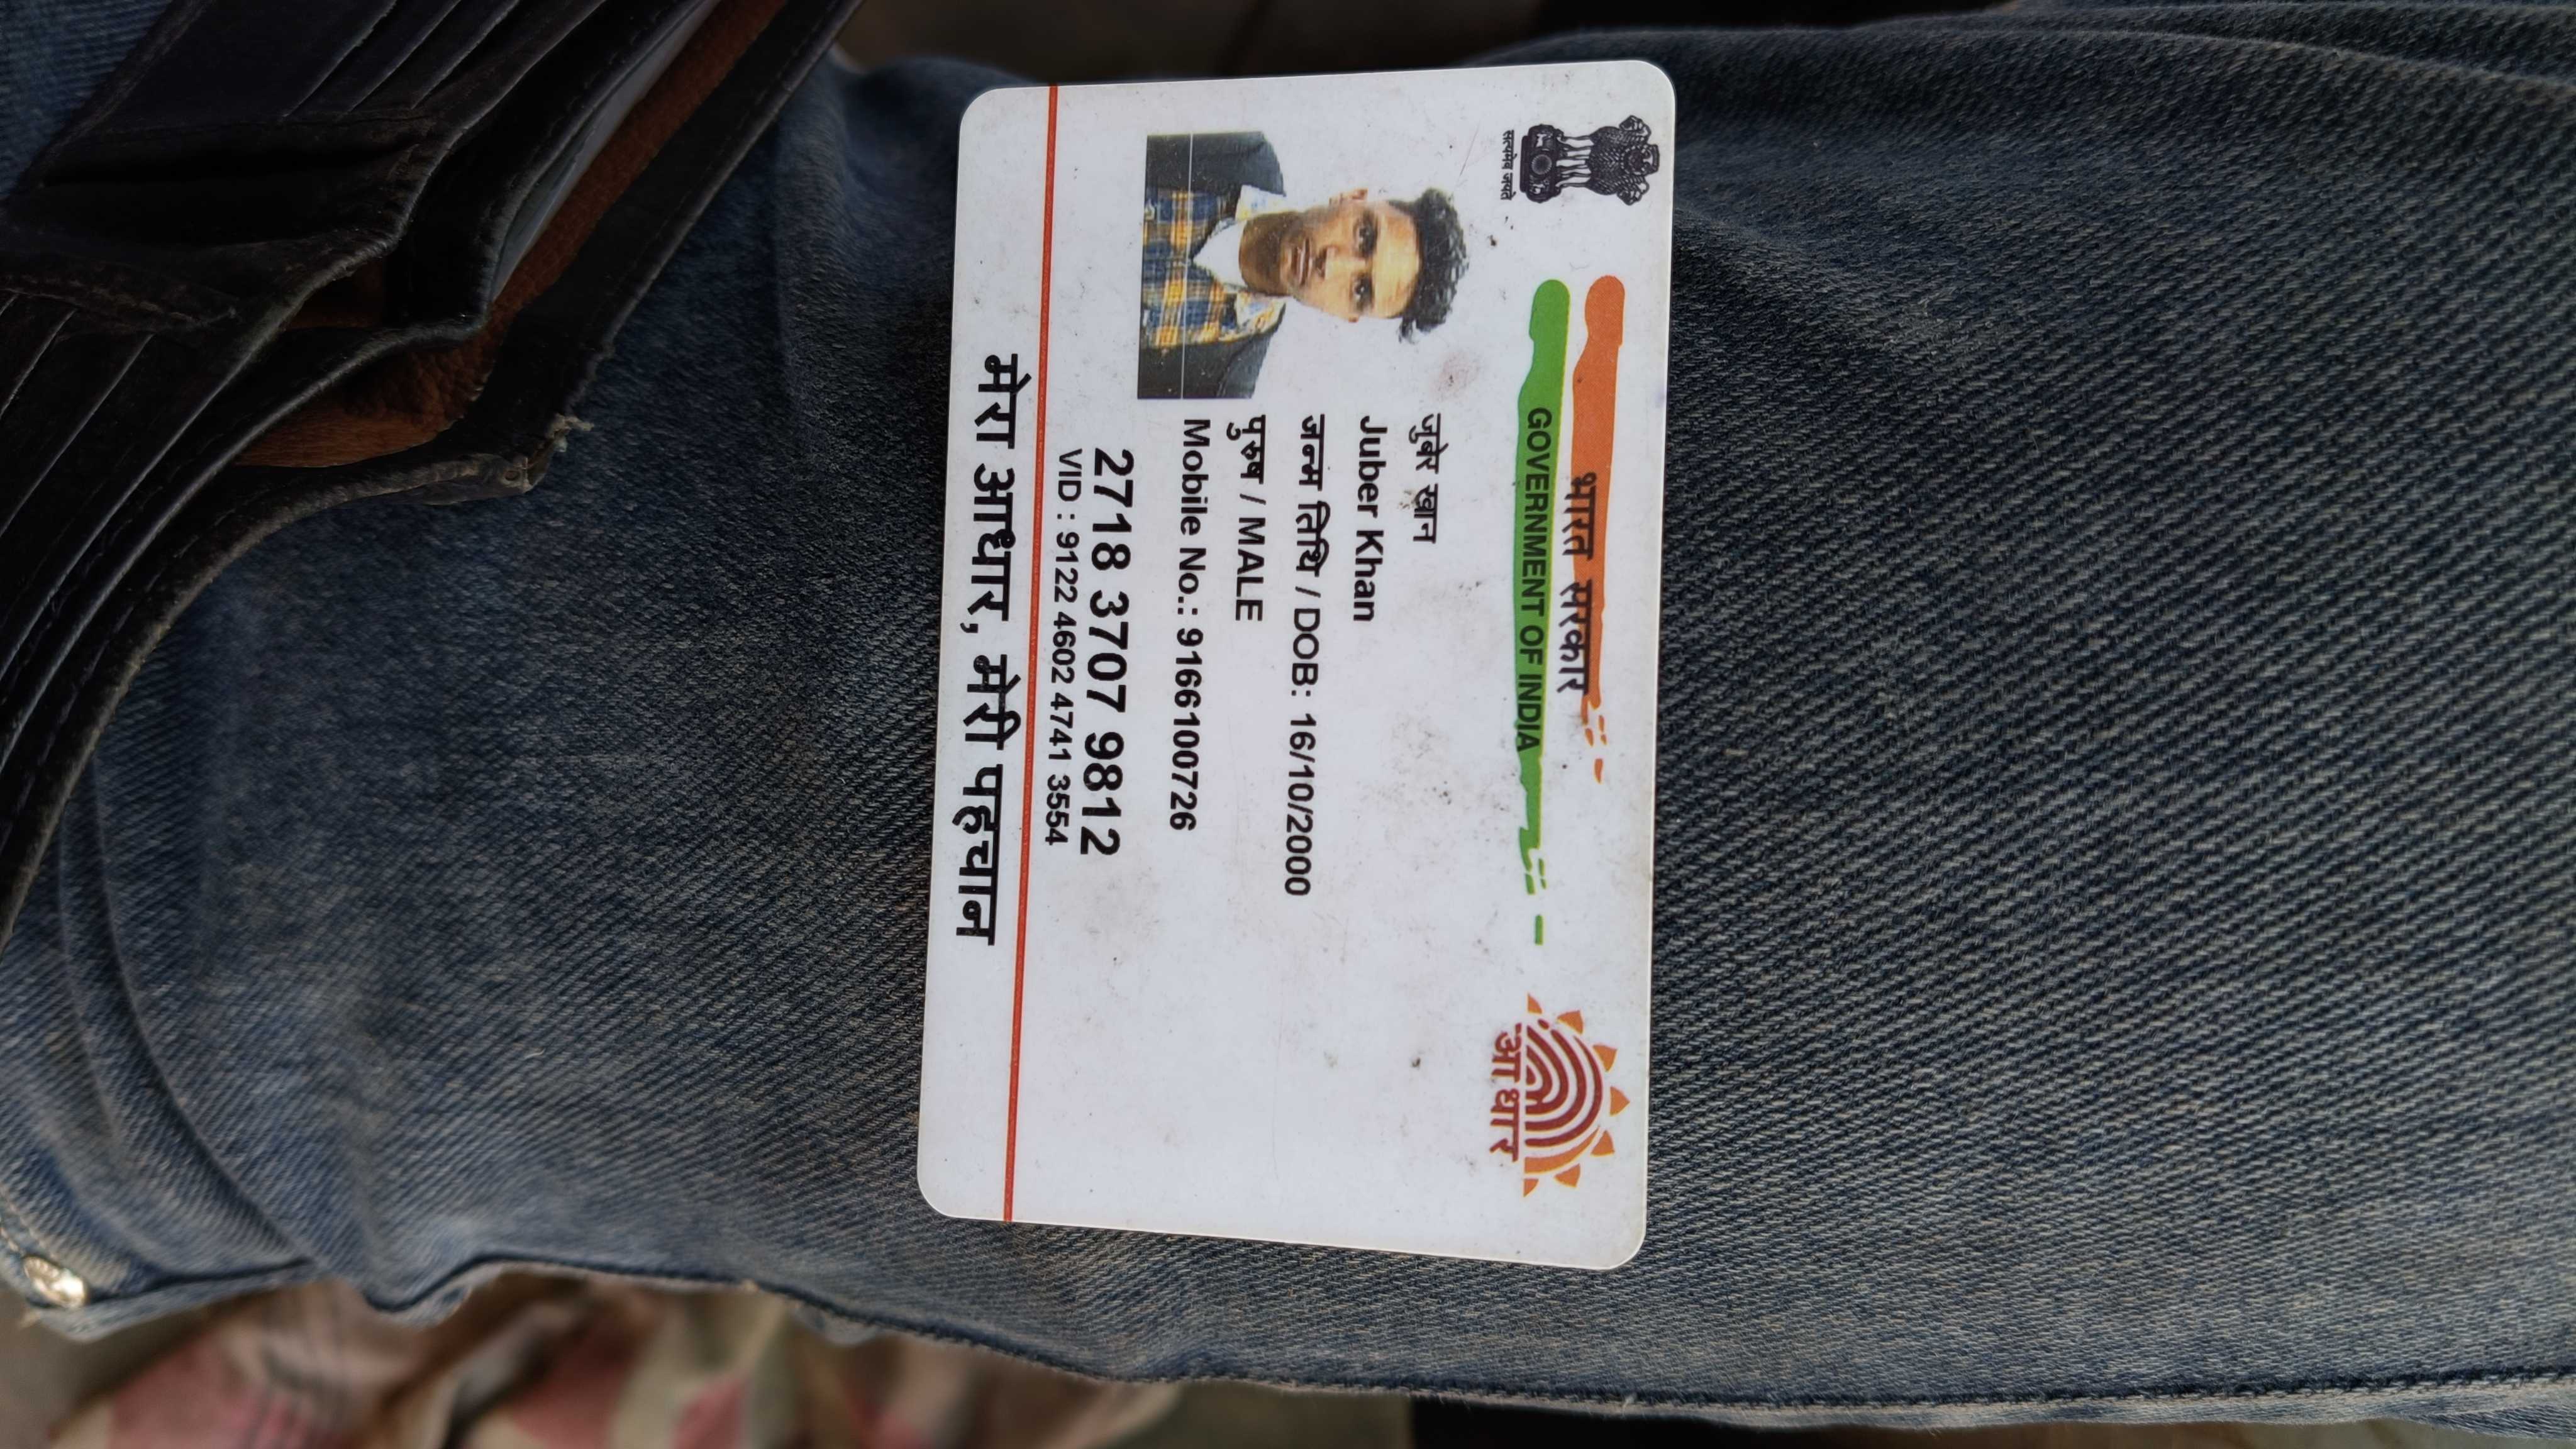 सत्यमेव जयते
भारत सरकार
GOVERNMENT OF INDIA
आधार
जुबेर खान
Juber Khan
जन्म तिथि / DOB: 16/10/2000
पुरुष / MALE
Mobile No.: 9166100726
2718 3707 9812
VID : 9122 4602 4741 3554
मेरा आधार, मेरी पहचान